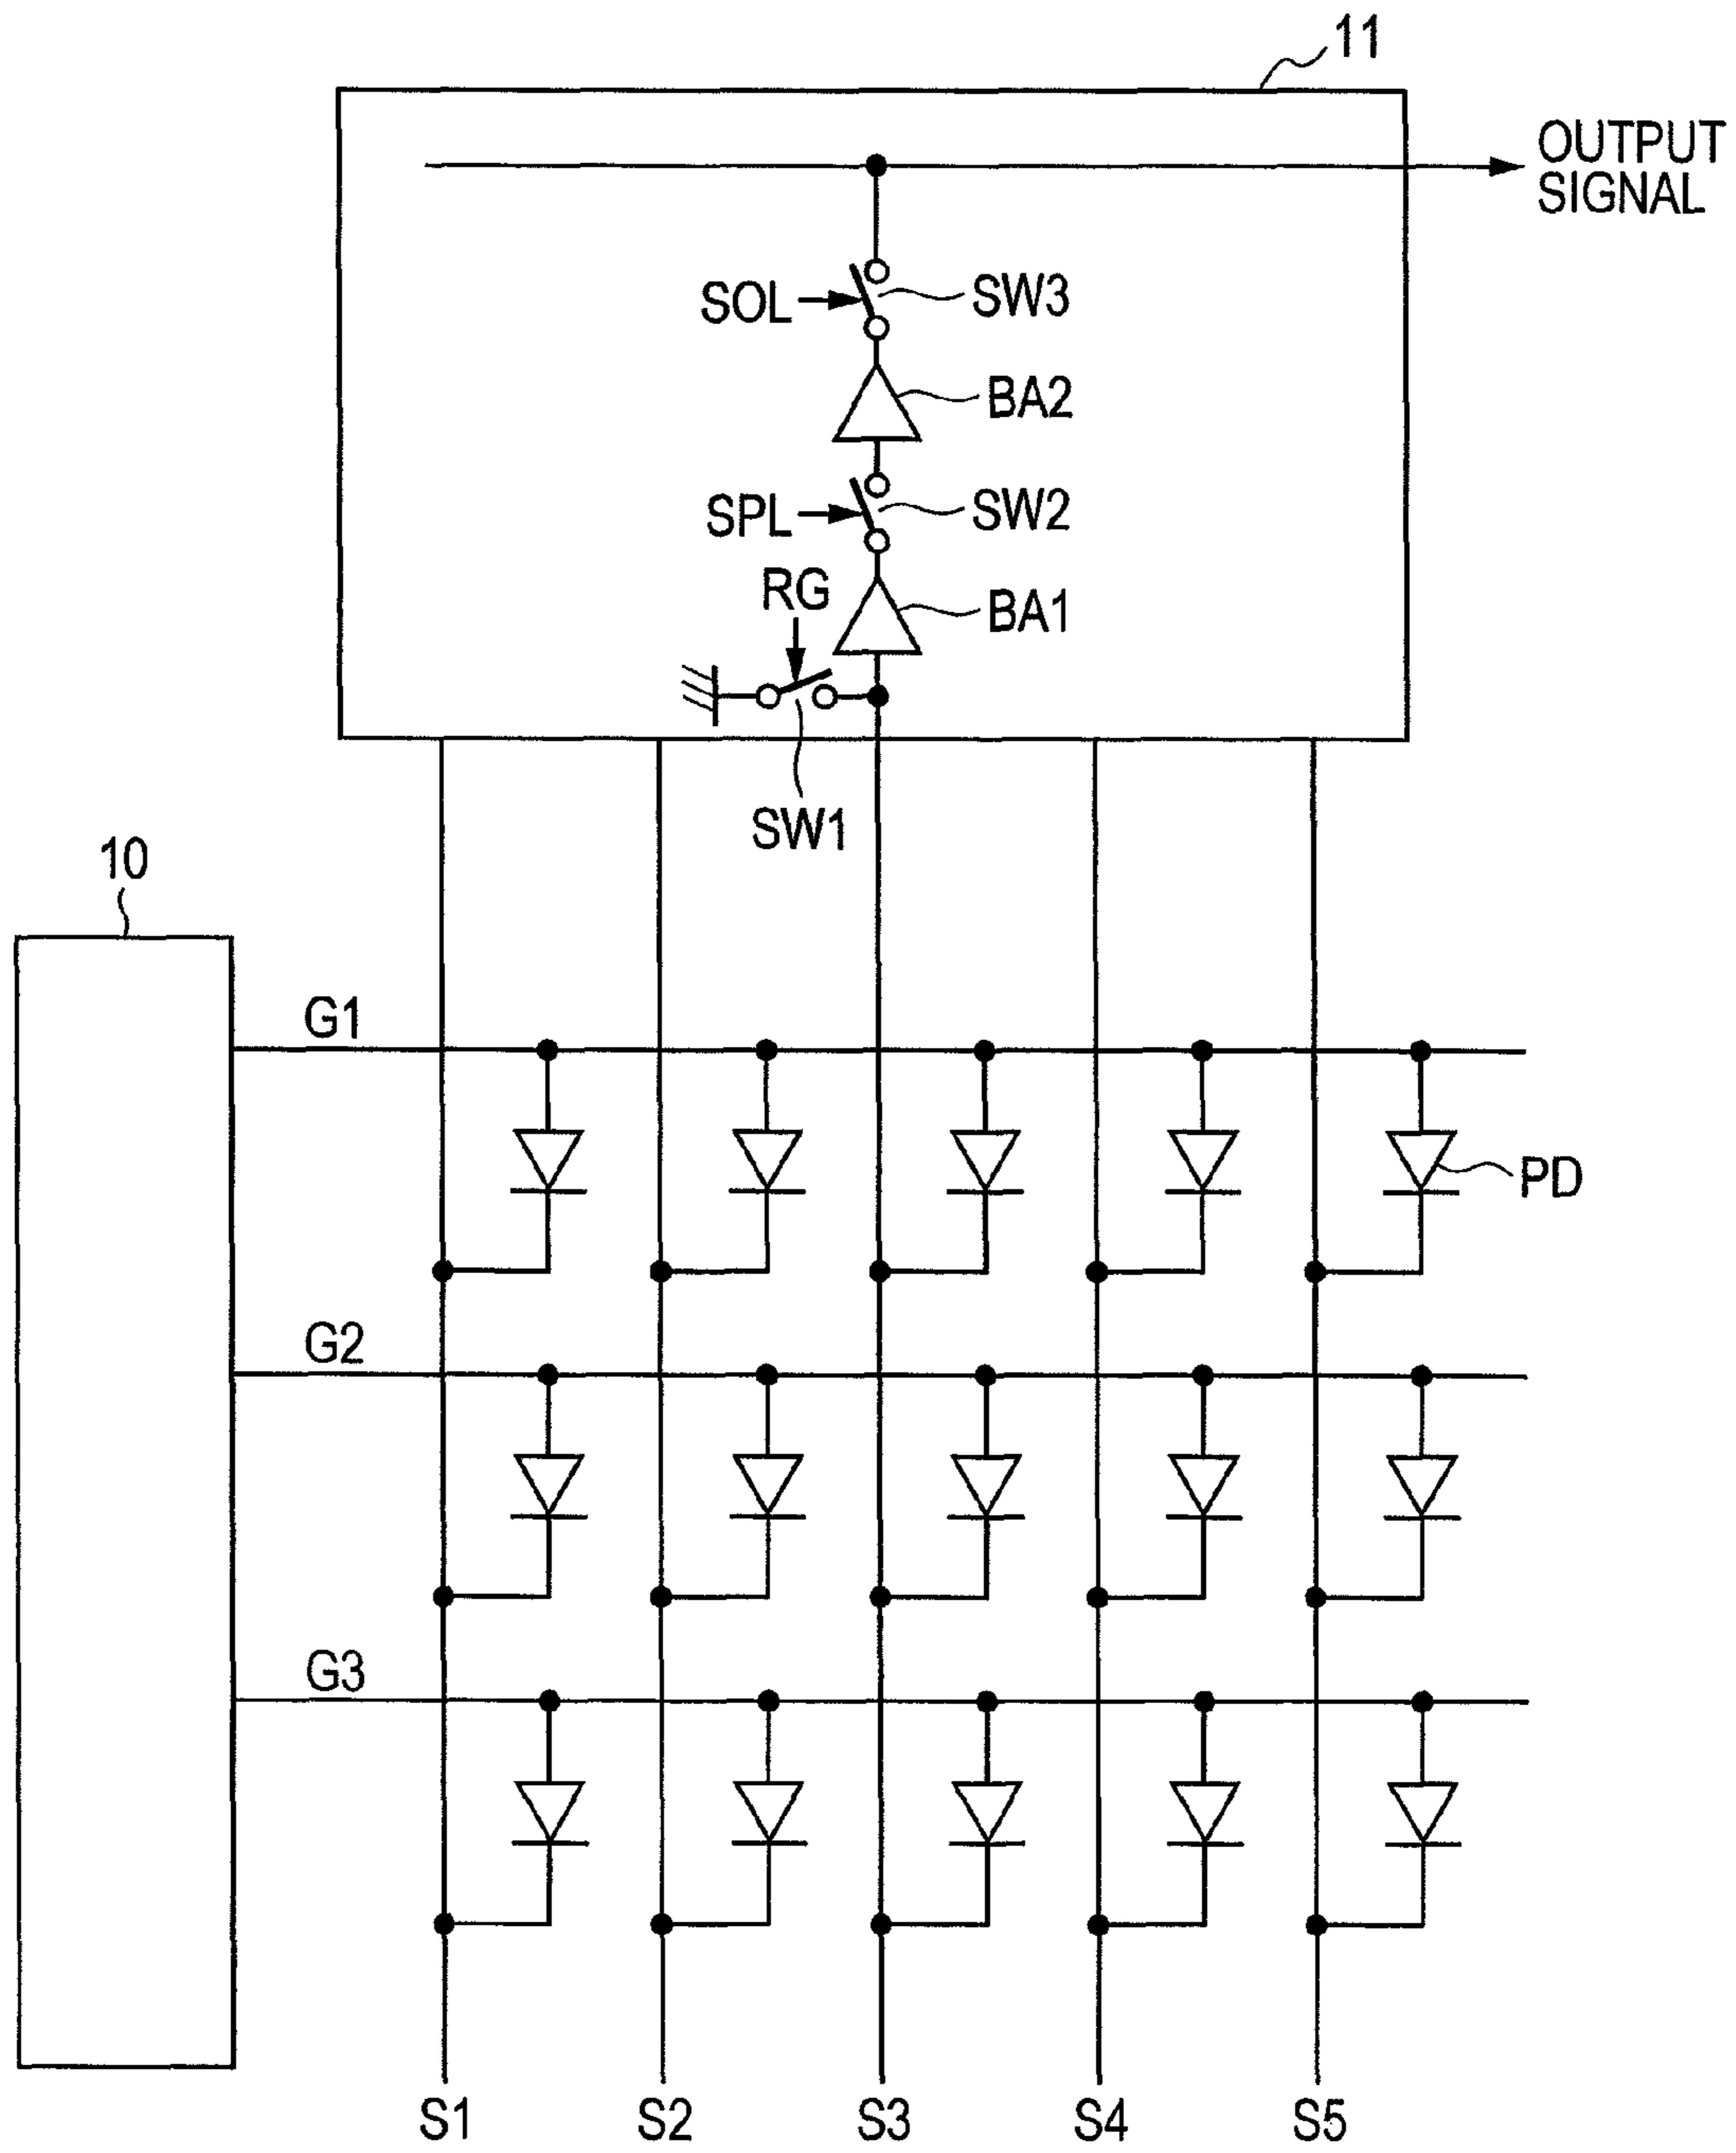 11
OUTPUT
SIGNAL
SOL
SW3
BA2
SPL
SW2
RG
BA1
SW1
10
G1
PD
G2
G3
S1 S2 S3 S4 S5